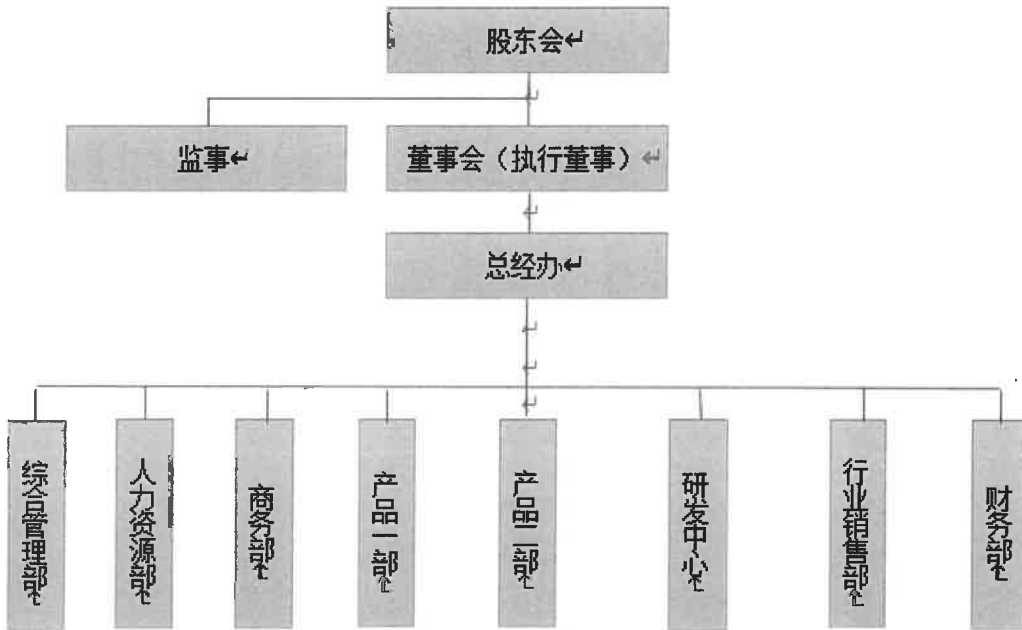 股东会
监事
董事会（执行董事）
总经办
综合管理部
人力资源部
商务部
产品一部
产品二部
研发中心
行业销售部
财务部